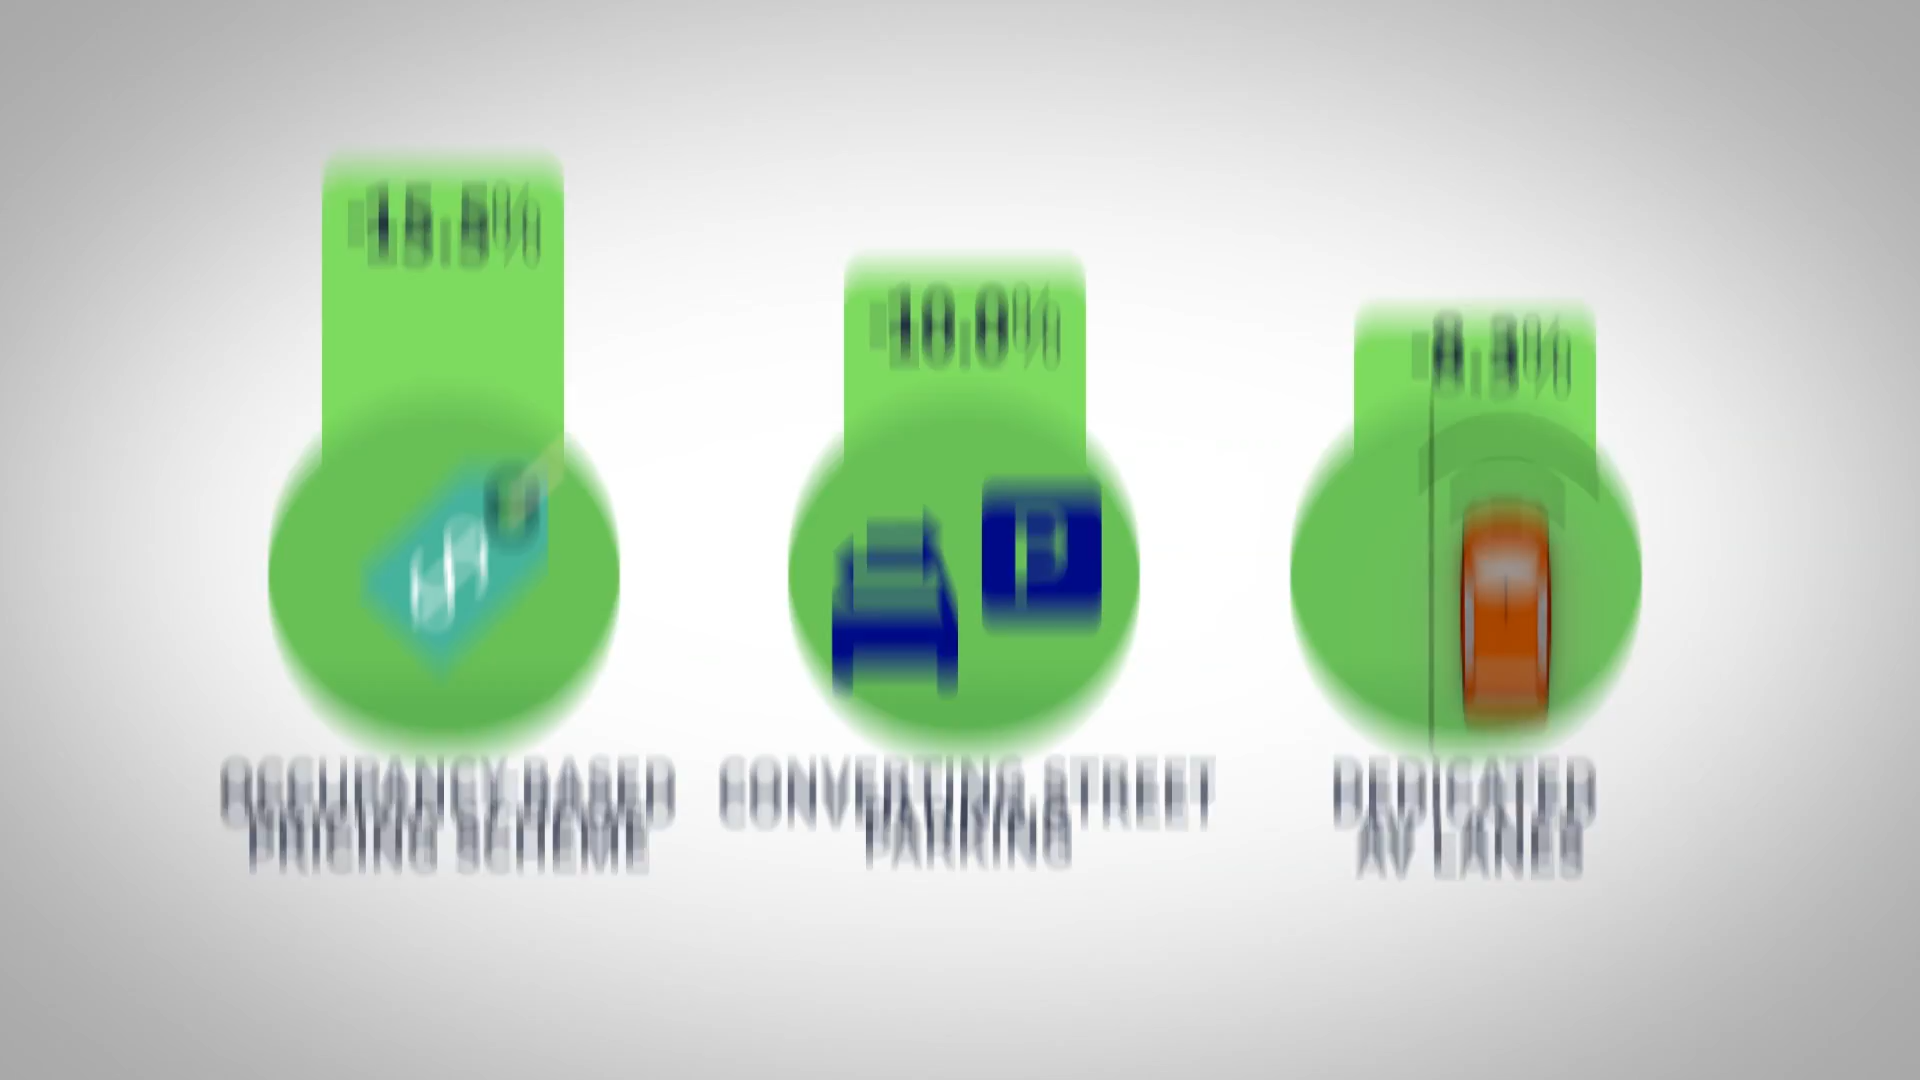 -15.5%
OCCUPANCY BASED
PRICING SCHEME
-10.0%
P
CONVERTING STREET
PARKING
DEDICATED
AV LANES